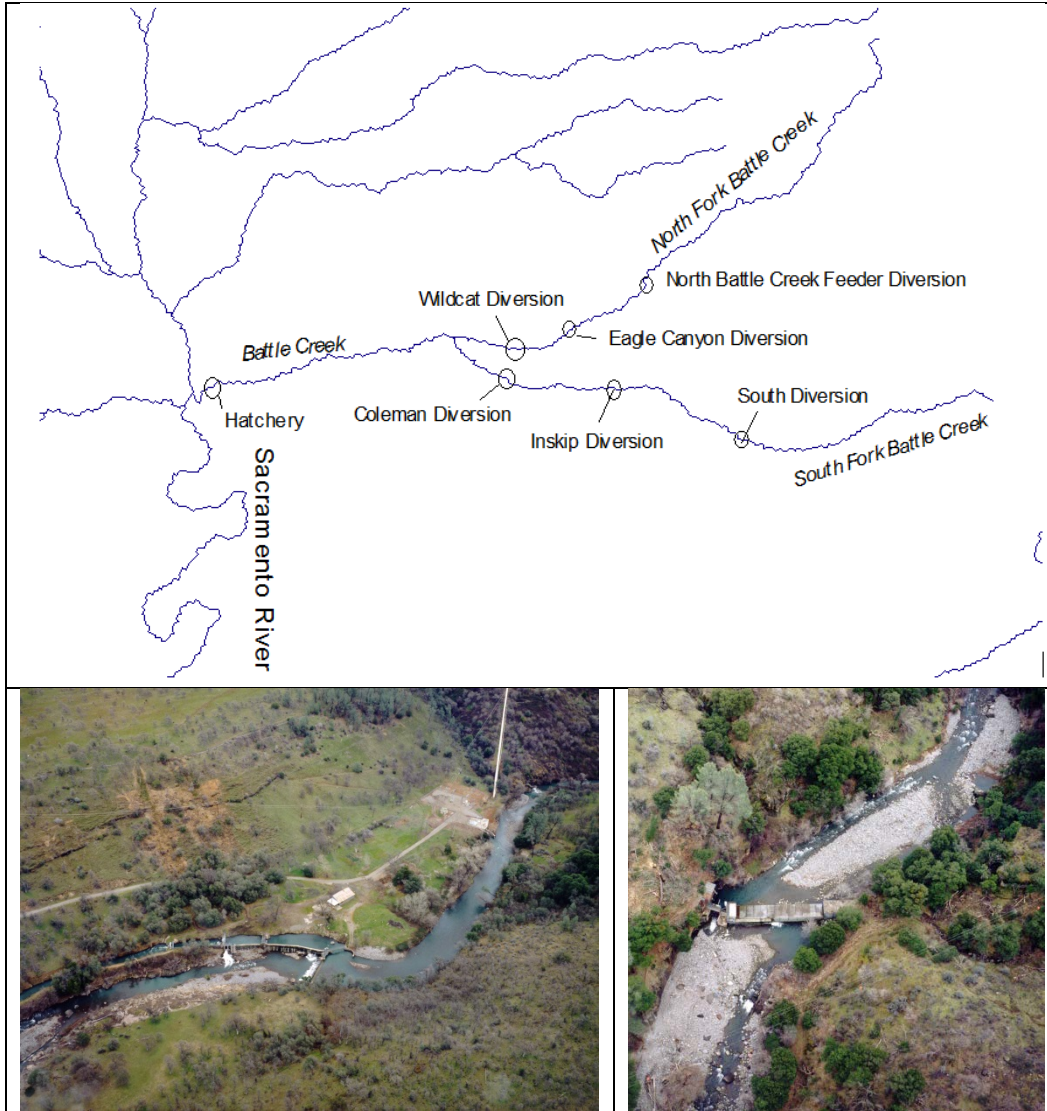 North Fork Battle Creek
North Battle Creek Feeder Diversion
Wildcat Diversion
Eagle Canyon Diversion
Battle Creek
Coleman Diversion
South Diversion
Hatchery
Inskip Diversion
South Fork Battle Creek
Sacramento River